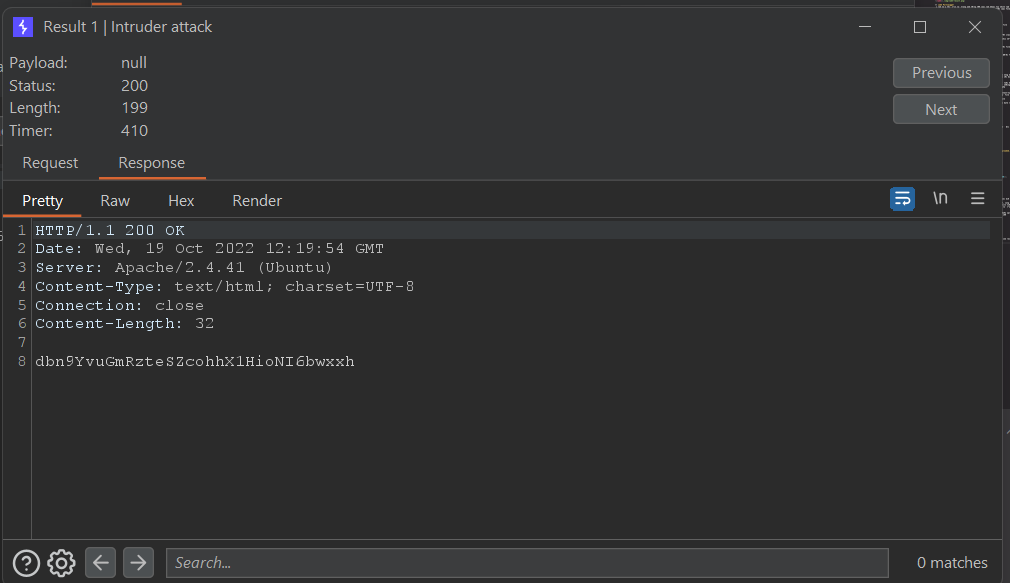 Result 1 | Intruder attack
Payload: null
Status: 200
Length: 199
Timer: 410
Previous
Next
Request Response
Pretty Raw Hex Render \n
1 HTTP/1.1 200 OK
2 Date: Wed, 19 Oct 2022 12:19:54 GMT
3 Server: Apache/2.4.41 (Ubuntu)
4 Content-Type: text/html; charset=UTF-8
5 Connection: close
6 Content-Length: 32
7
8 dbn9YvuGmRzteSZcohhX1HioNI6bwxxh
Search...
0 matches